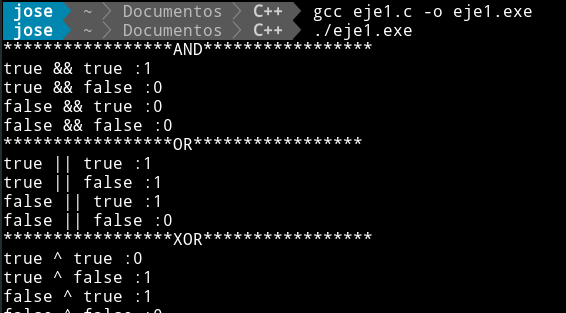 jose ~ Documentos C++ gcc eje1.c -o eje1.exe
jose ~ Documentos C++ ./eje1.exe
*****************AND*****************
true && true :1
true && false :0
false && true :0
false && false :0
*****************OR*****************
true || true :1
true || false :1
false || true :1
false || false :0
*****************XOR*****************
true ^ true :0
true ^ false :1
false ^ true :1
false ^ false :0